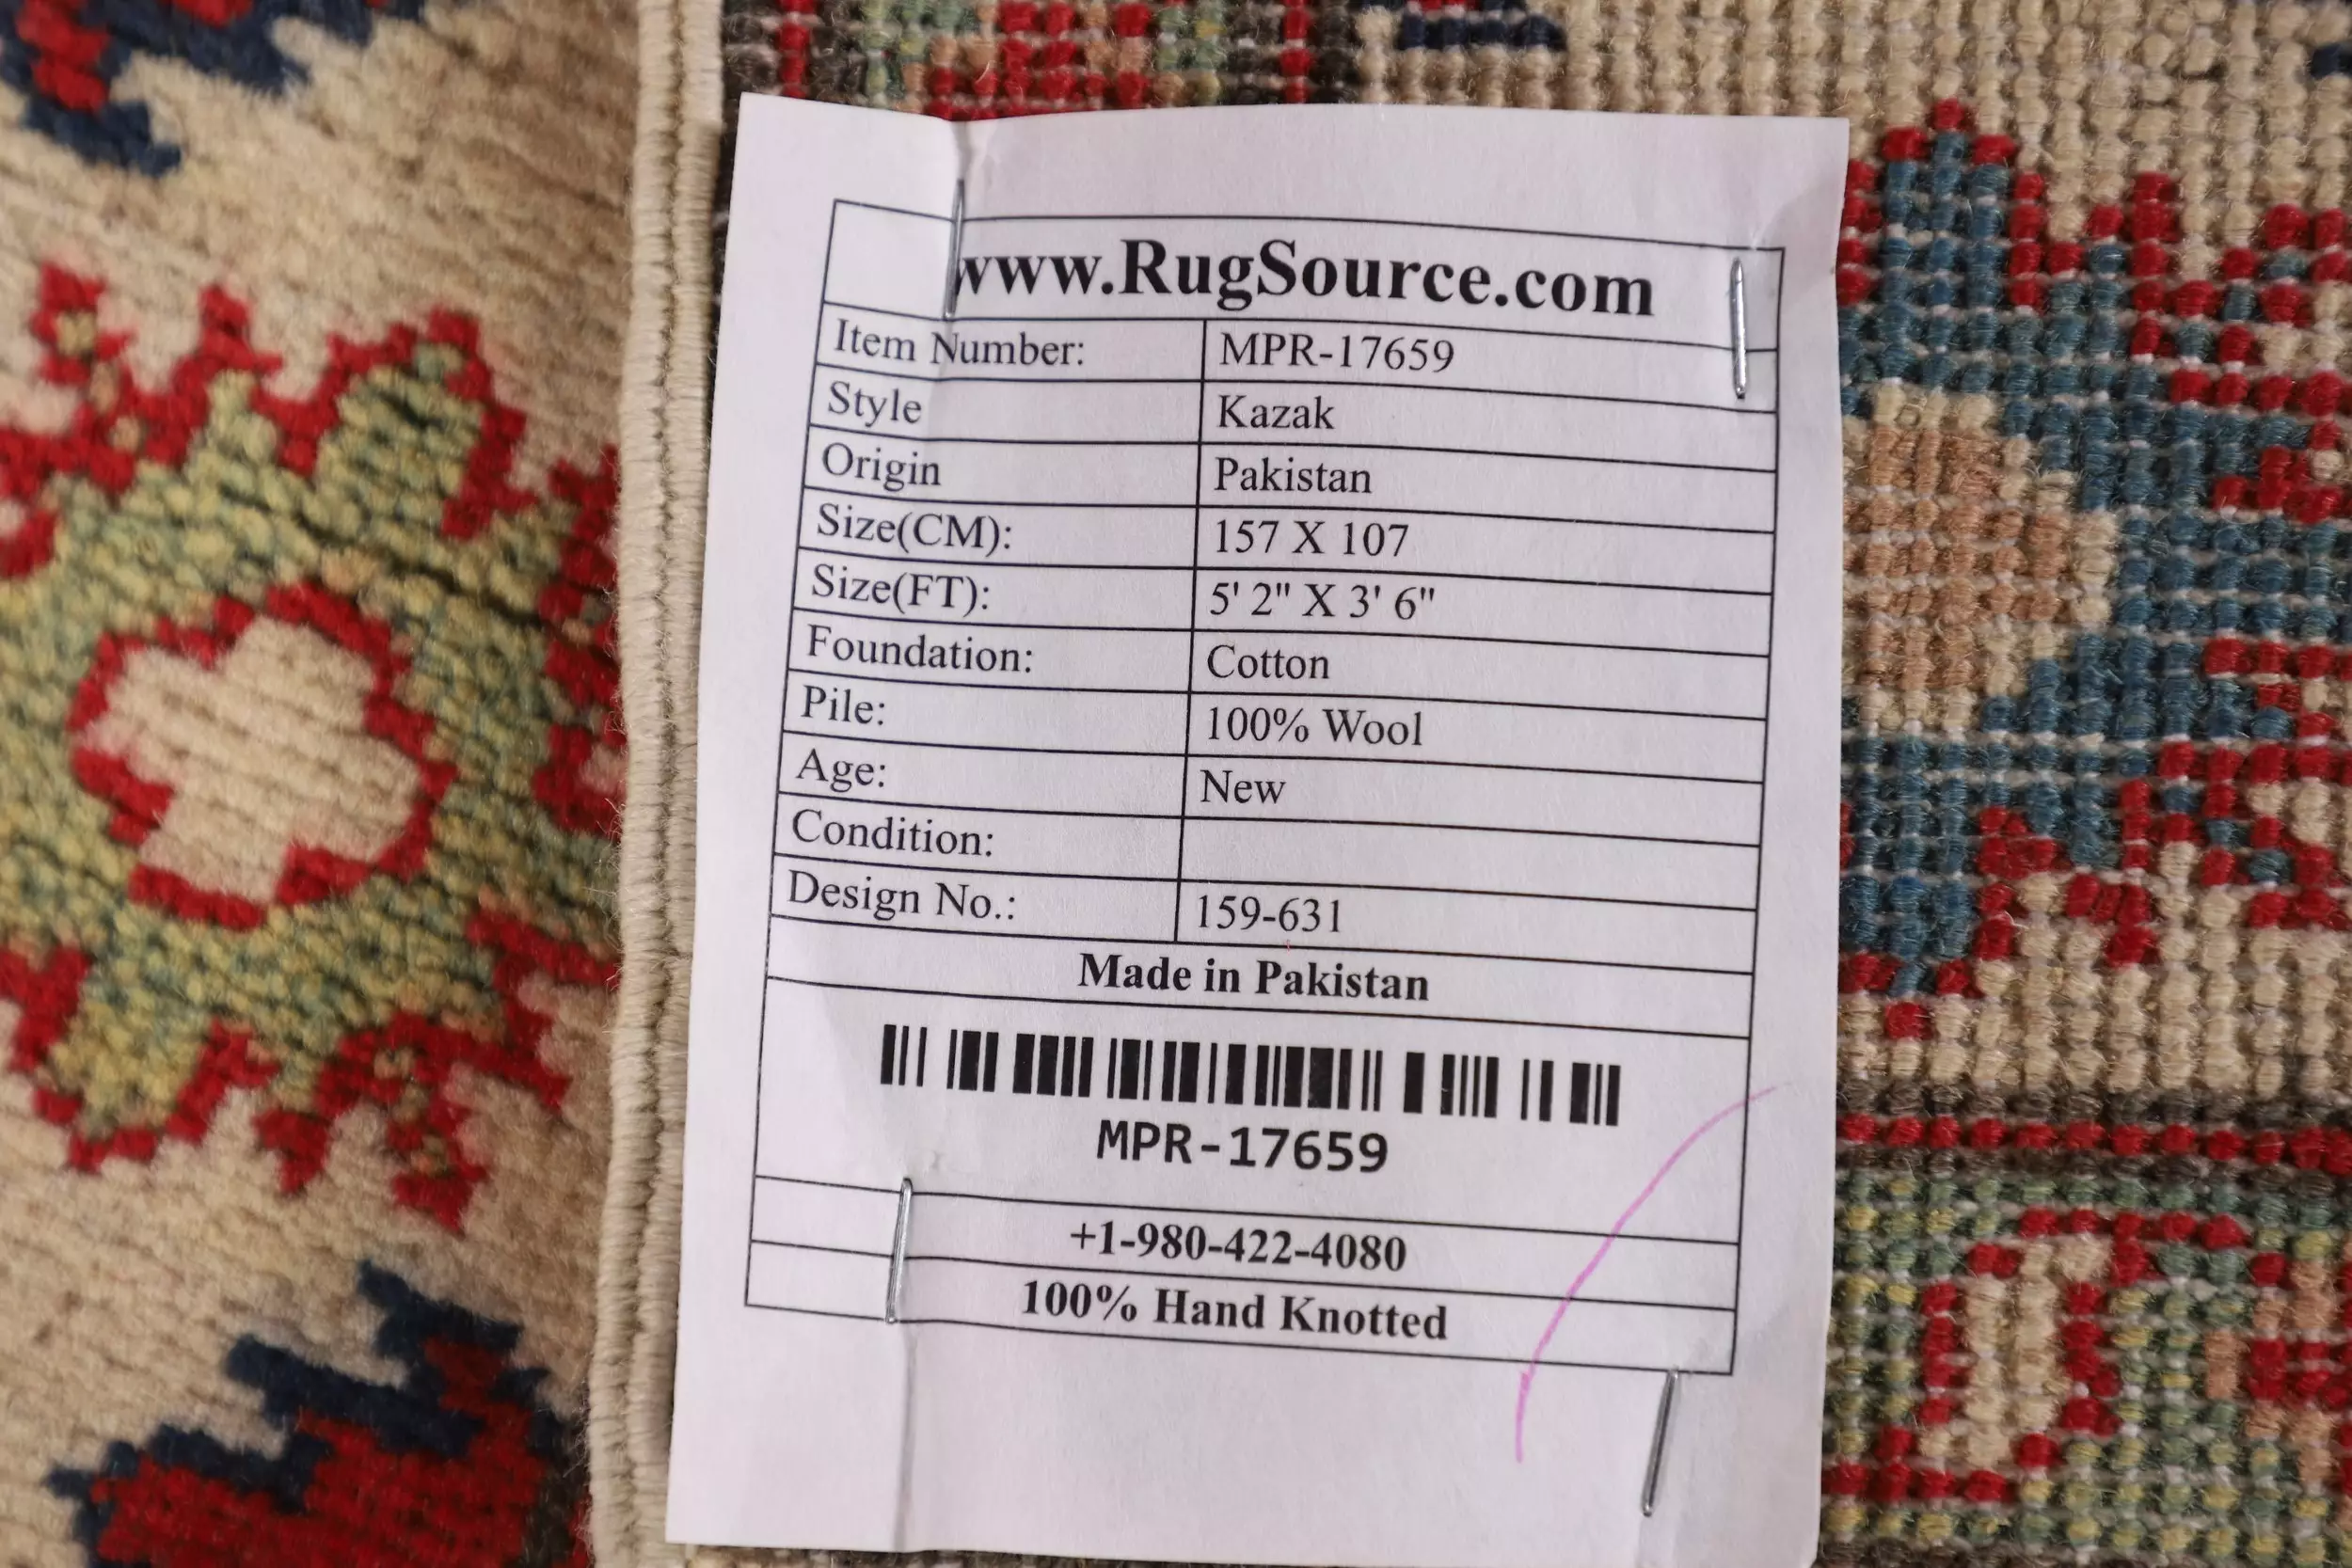 www.RugSource.com
Item Number: MPR-17659
Style Kazak
Origin Pakistan
Size(CM): 157 X 107
Size(FT): 5' 2" X 3' 6"
Foundation: Cotton
Pile: 100% Wool
Age: New
Condition:
Design No.: 159-631
Made in Pakistan
MPR-17659
+1-980-422-4080
100% Hand Knotted